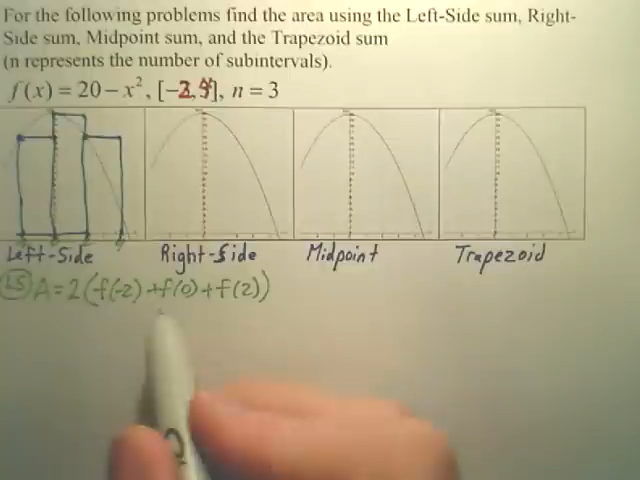 For the following problems find the area using the Left-Side sum, Right-
Side sum, Midpoint sum, and the Trapezoid sum
(n represents the number of subintervals).
f(x) = 20 − x², [−2, 4], n = 3
Left-Side Right-Side Midpoint Trapezoid
LS A = 2(f(-2) + f(0) + f(2))